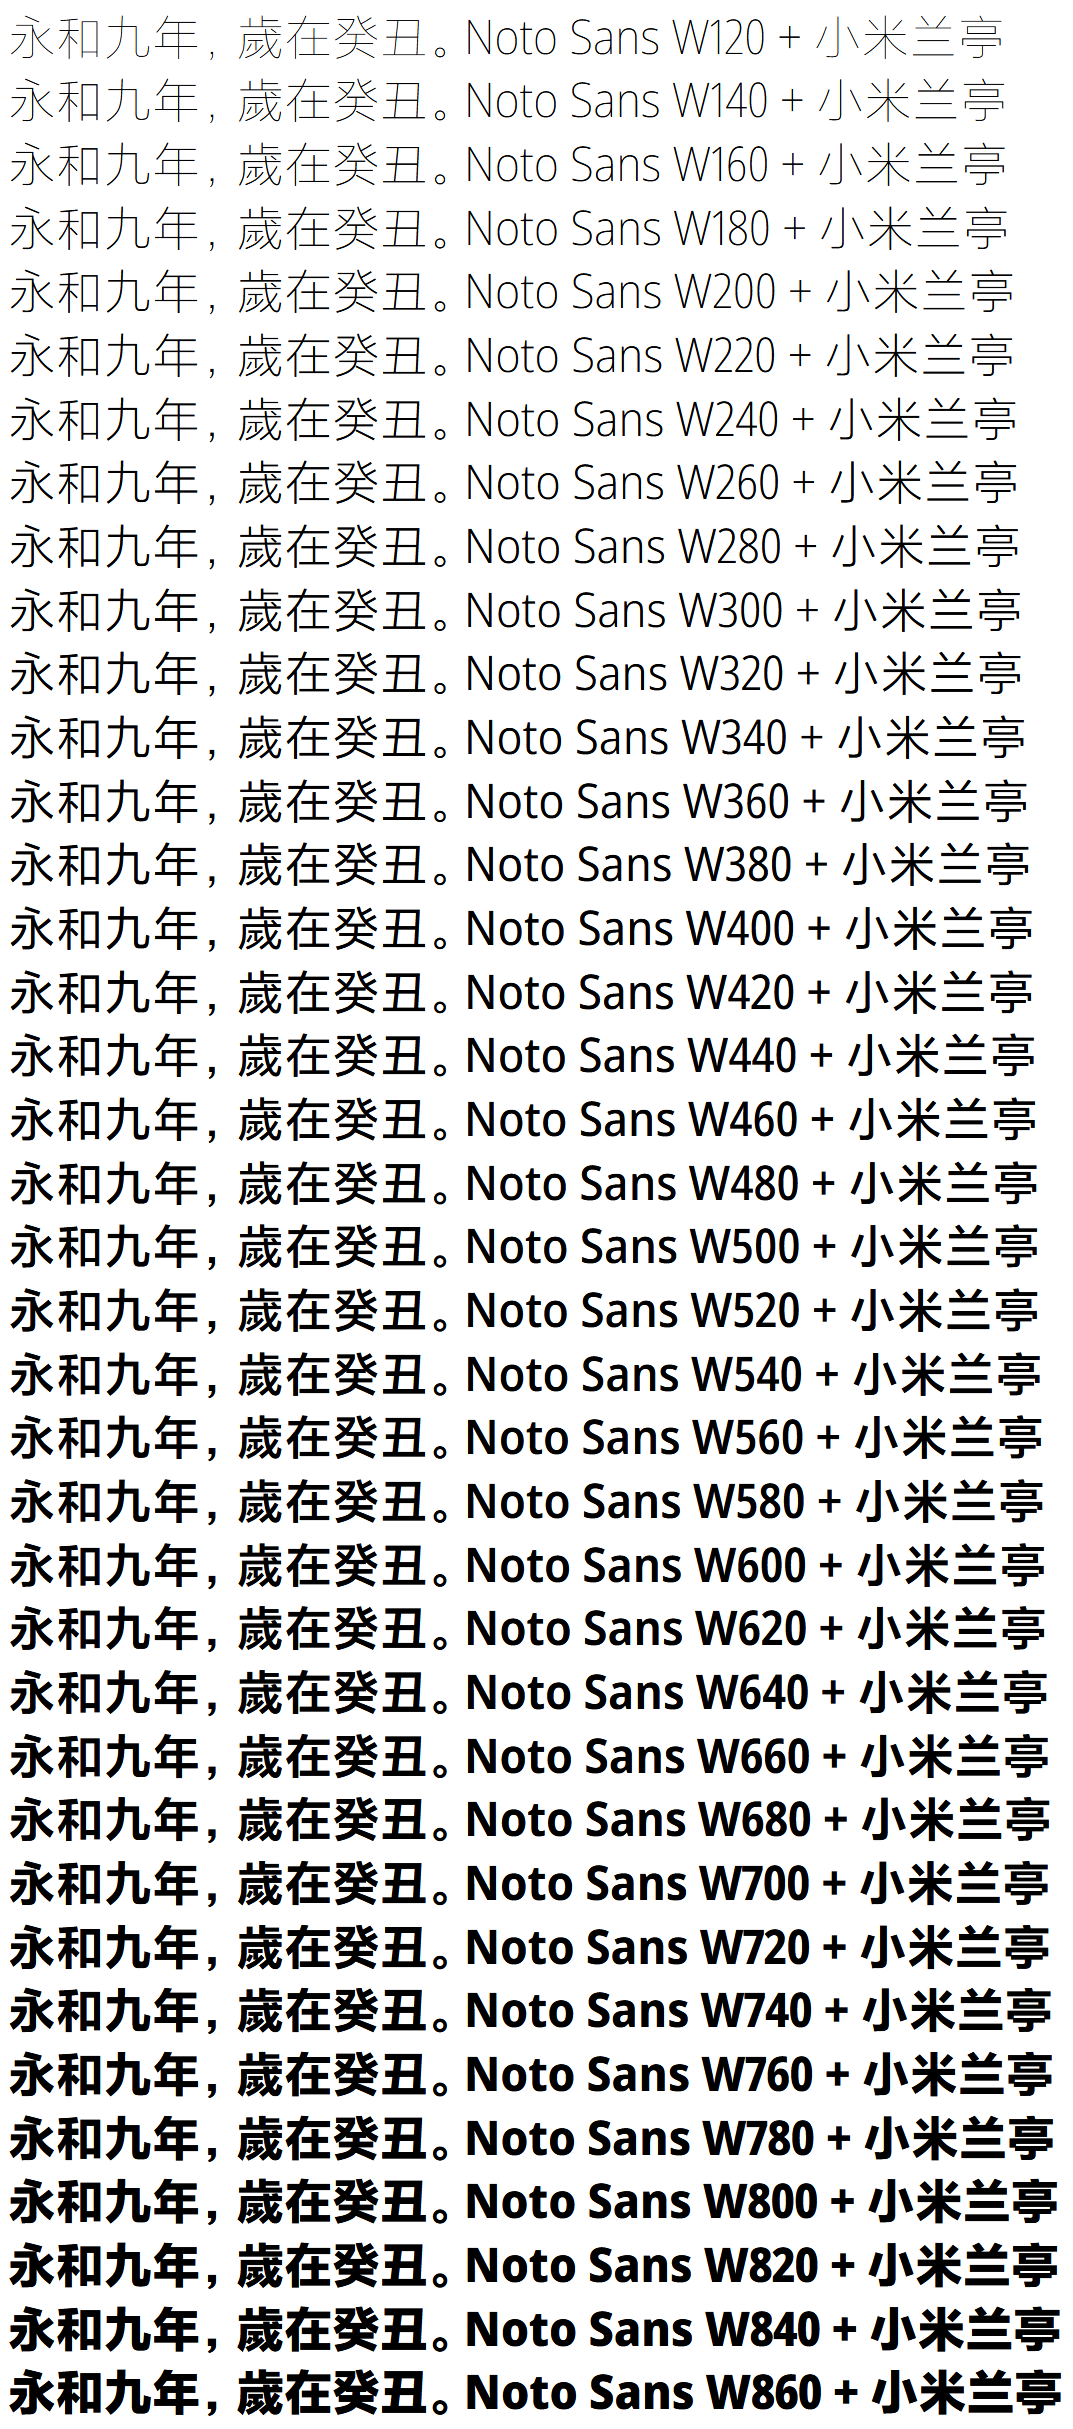 永和九年，歲在癸丑。Noto Sans W120 + 小米兰亭
永和九年，歲在癸丑。Noto Sans W140 + 小米兰亭
永和九年，歲在癸丑。Noto Sans W160 + 小米兰亭
永和九年，歲在癸丑。Noto Sans W180 + 小米兰亭
永和九年，歲在癸丑。Noto Sans W200 + 小米兰亭
永和九年，歲在癸丑。Noto Sans W220 + 小米兰亭
永和九年，歲在癸丑。Noto Sans W240 + 小米兰亭
永和九年，歲在癸丑。Noto Sans W260 + 小米兰亭
永和九年，歲在癸丑。Noto Sans W280 + 小米兰亭
永和九年，歲在癸丑。Noto Sans W300 + 小米兰亭
永和九年，歲在癸丑。Noto Sans W320 + 小米兰亭
永和九年，歲在癸丑。Noto Sans W340 + 小米兰亭
永和九年，歲在癸丑。Noto Sans W360 + 小米兰亭
永和九年，歲在癸丑。Noto Sans W380 + 小米兰亭
永和九年，歲在癸丑。Noto Sans W400 + 小米兰亭
永和九年，歲在癸丑。Noto Sans W420 + 小米兰亭
永和九年，歲在癸丑。Noto Sans W440 + 小米兰亭
永和九年，歲在癸丑。Noto Sans W460 + 小米兰亭
永和九年，歲在癸丑。Noto Sans W480 + 小米兰亭
永和九年，歲在癸丑。Noto Sans W500 + 小米兰亭
永和九年，歲在癸丑。Noto Sans W520 + 小米兰亭
永和九年，歲在癸丑。Noto Sans W540 + 小米兰亭
永和九年，歲在癸丑。Noto Sans W560 + 小米兰亭
永和九年，歲在癸丑。Noto Sans W580 + 小米兰亭
永和九年，歲在癸丑。Noto Sans W600 + 小米兰亭
永和九年，歲在癸丑。Noto Sans W620 + 小米兰亭
永和九年，歲在癸丑。Noto Sans W640 + 小米兰亭
永和九年，歲在癸丑。Noto Sans W660 + 小米兰亭
永和九年，歲在癸丑。Noto Sans W680 + 小米兰亭
永和九年，歲在癸丑。Noto Sans W700 + 小米兰亭
永和九年，歲在癸丑。Noto Sans W720 + 小米兰亭
永和九年，歲在癸丑。Noto Sans W740 + 小米兰亭
永和九年，歲在癸丑。Noto Sans W760 + 小米兰亭
永和九年，歲在癸丑。Noto Sans W780 + 小米兰亭
永和九年，歲在癸丑。Noto Sans W800 + 小米兰亭
永和九年，歲在癸丑。Noto Sans W820 + 小米兰亭
永和九年，歲在癸丑。Noto Sans W840 + 小米兰亭
永和九年，歲在癸丑。Noto Sans W860 + 小米兰亭